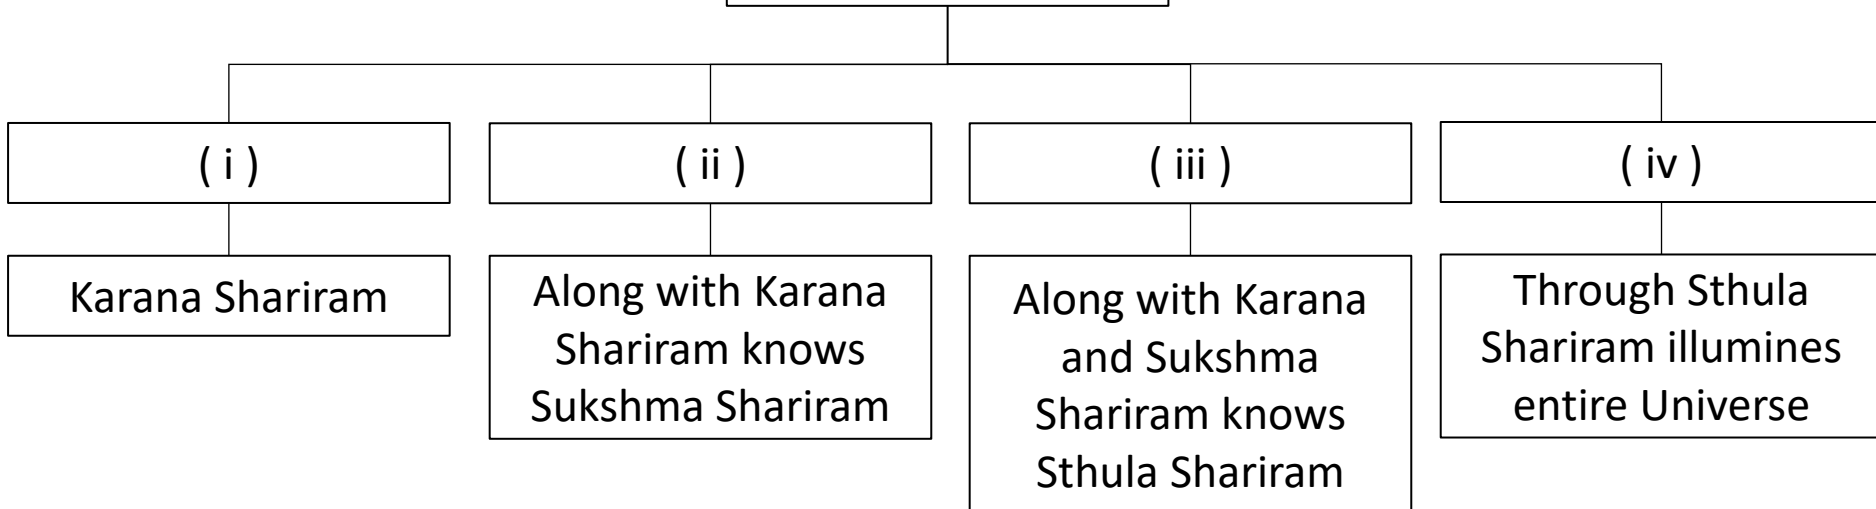 ( i )
( ii )
( iii )
( iv )
Karana Shariram
Along with Karana
Shariram knows
Sukshma Shariram
Along with Karana
and Sukshma
Shariram knows
Sthula Shariram
Through Sthula
Shariram illumines
entire Universe